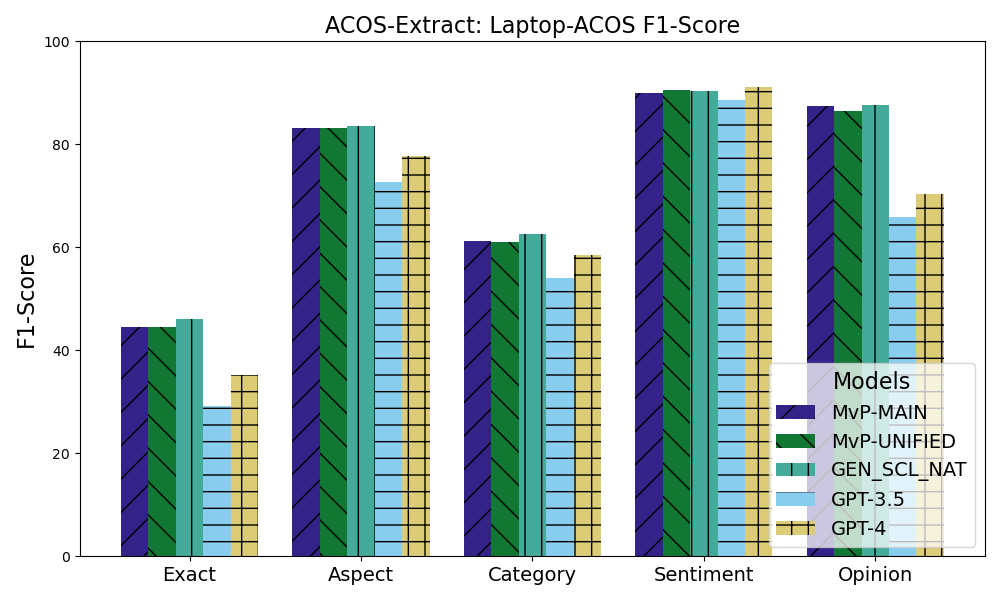 ACOS-Extract: Laptop-ACOS F1-Score
F1-Score
100
80
60
40
20
0
Models
MvP-MAIN
MvP-UNIFIED
GEN_SCL_NAT
GPT-3.5
GPT-4
Exact
Aspect
Category
Sentiment
Opinion